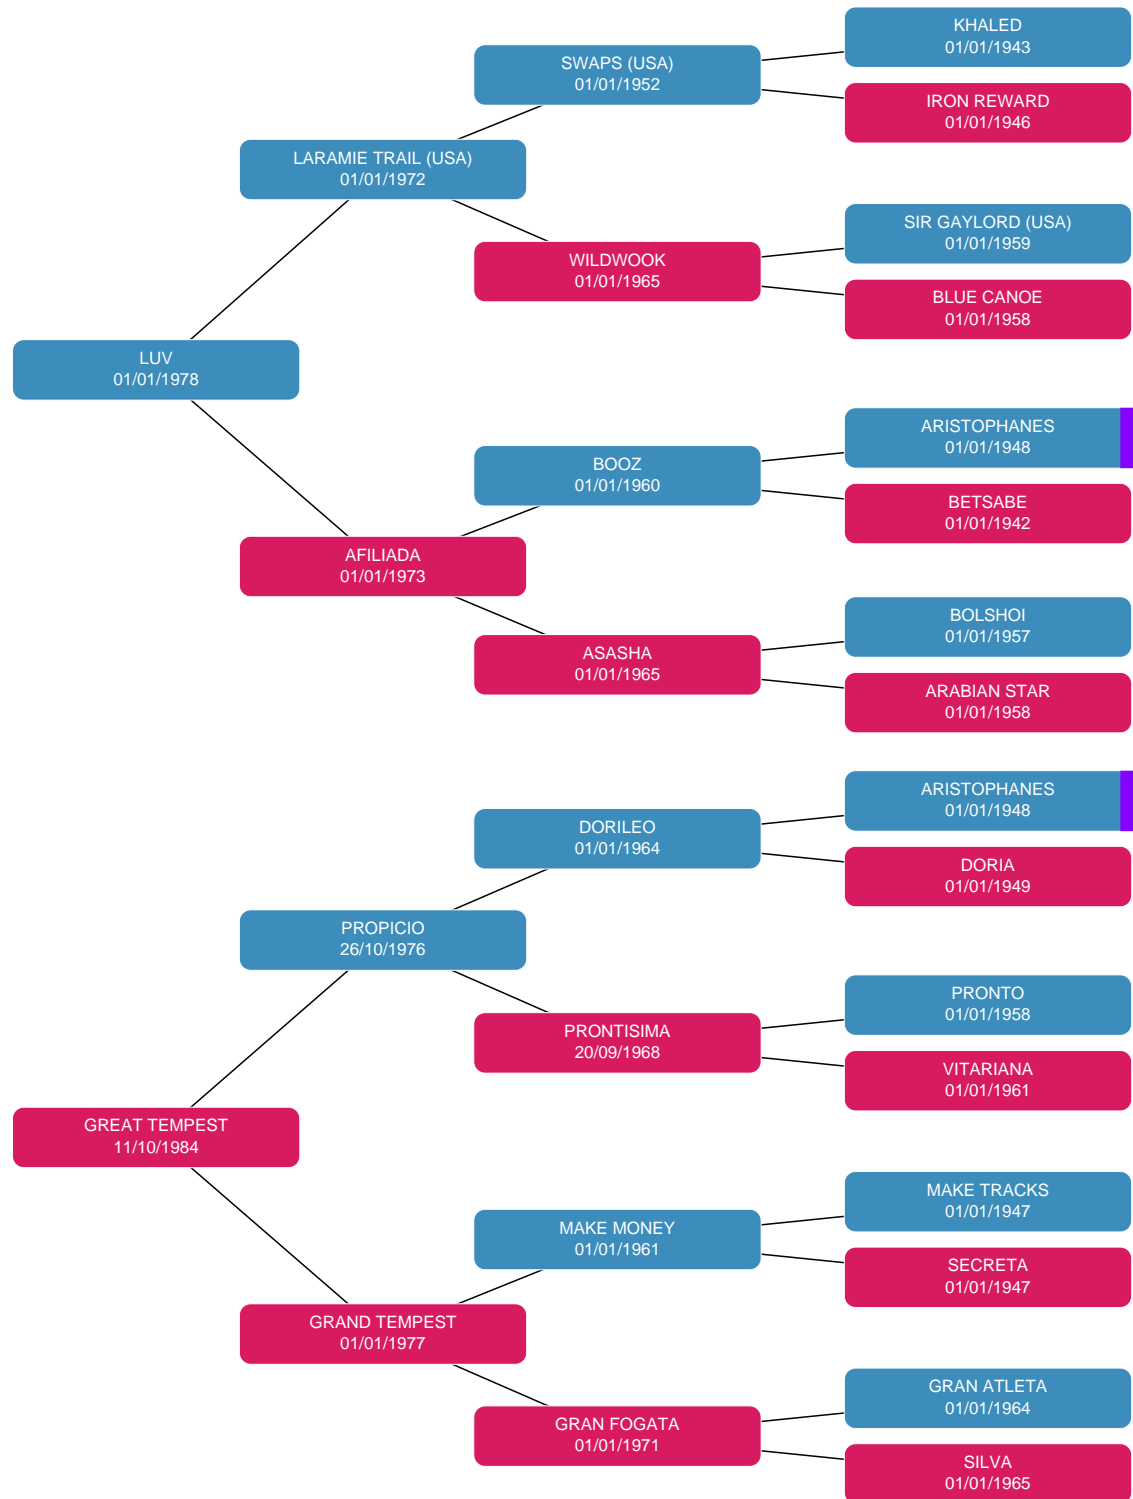 KHALED
01/01/1943
SWAPS (USA)
01/01/1952
IRON REWARD
01/01/1946
LARAMIE TRAIL (USA)
01/01/1972
SIR GAYLORD (USA)
01/01/1959
WILDWOOK
01/01/1965
BLUE CANOE
01/01/1958
LUV
01/01/1978
ARISTOPHANES
01/01/1948
BOOZ
01/01/1960
BETSABE
01/01/1942
AFILIADA
01/01/1973
BOLSHOI
01/01/1957
ASASHA
01/01/1965
ARABIAN STAR
01/01/1958
ARISTOPHANES
01/01/1948
DORILEO
01/01/1964
DORIA
01/01/1949
PROPICIO
26/10/1976
PRONTO
01/01/1958
PRONTISIMA
20/09/1968
VITARIANA
01/01/1961
GREAT TEMPEST
11/10/1984
MAKE TRACKS
01/01/1947
MAKE MONEY
01/01/1961
SECRETA
01/01/1947
GRAND TEMPEST
01/01/1977
GRAN ATLETA
01/01/1964
GRAN FOGATA
01/01/1971
SILVA
01/01/1965